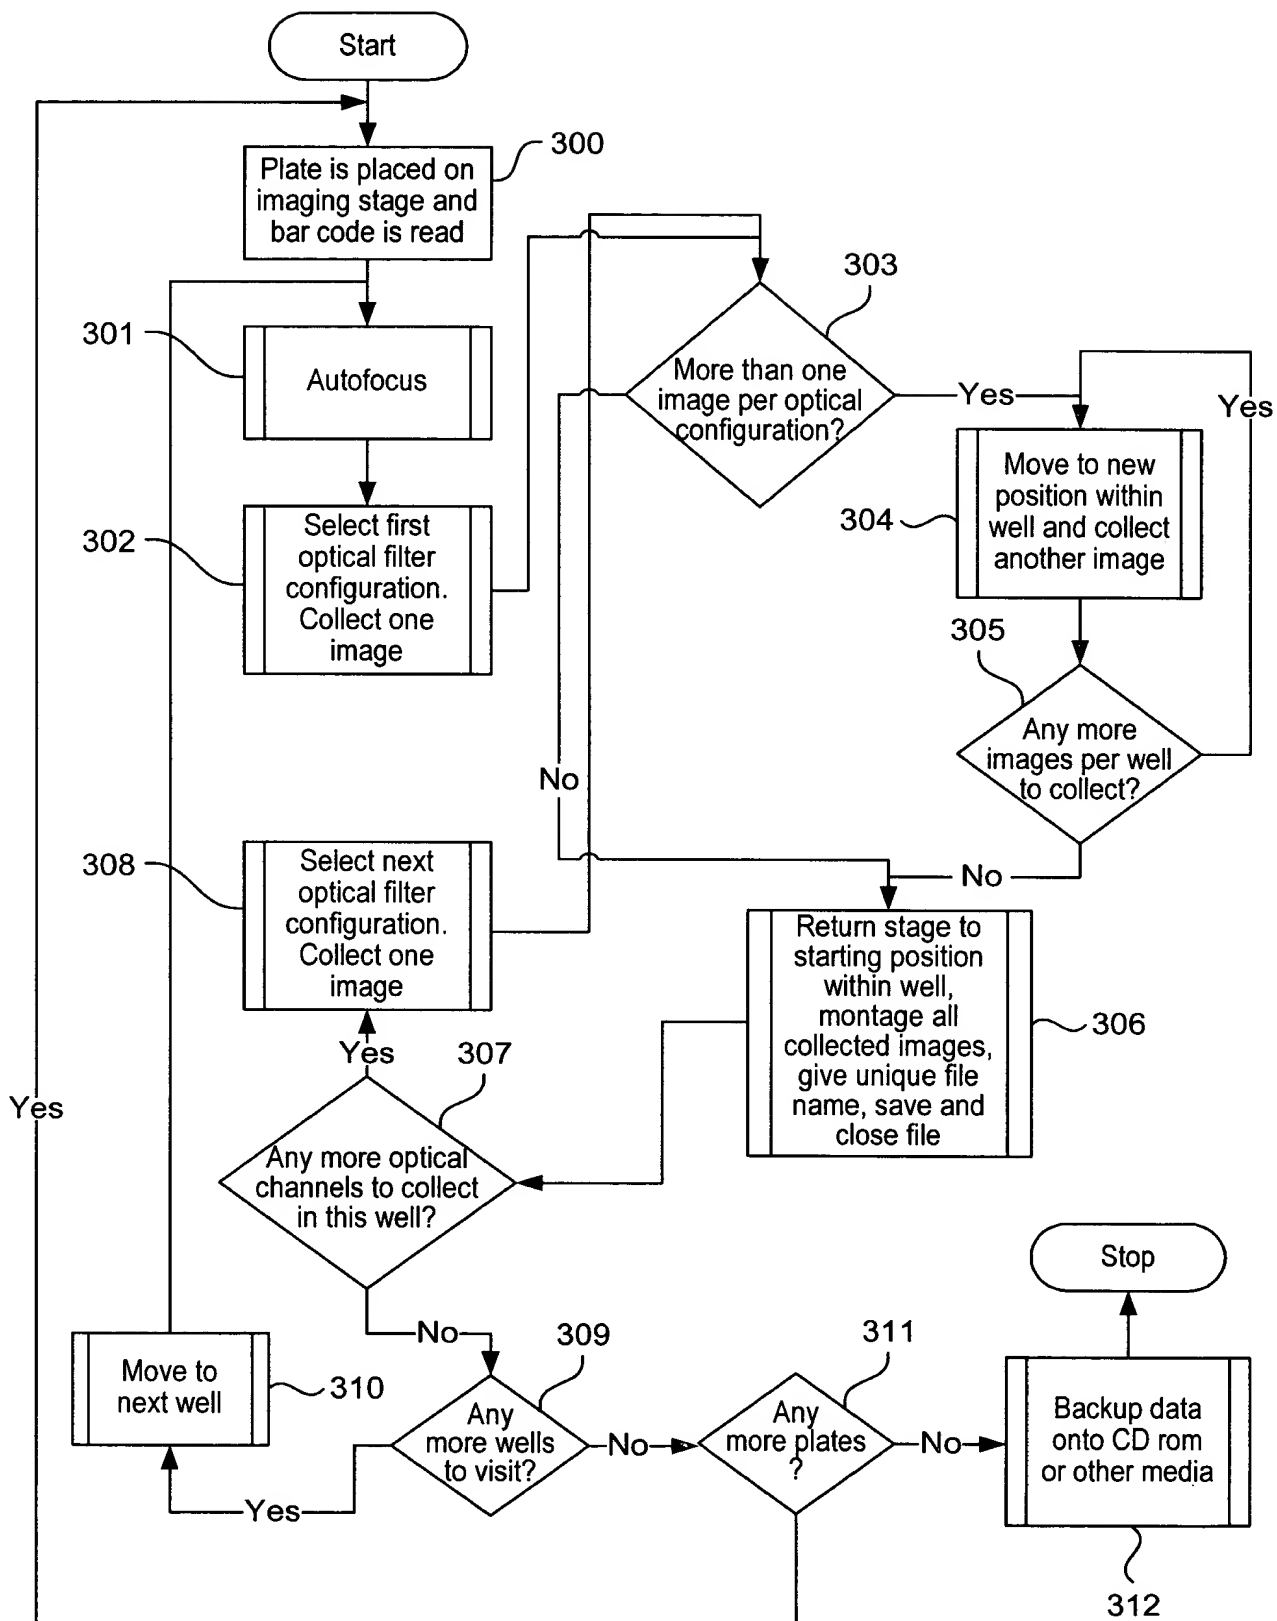 Start
300
Plate is placed on
imaging stage and
bar code is read
301
Autofocus
302
Select first
optical filter
configuration.
Collect one
image
303
More than one
image per optical
configuration?
Yes
No
304
Move to new
position within
well and collect
another image
Yes
305
Any more
images per well
to collect?
No
306
Return stage to
starting position
within well,
montage all
collected images,
give unique file
name, save and
close file
308
Select next
optical filter
configuration.
Collect one
image
Yes
307
Any more optical
channels to collect
in this well?
No
Yes
310
Move to
next well
Yes
309
Any
more wells
to visit?
No
311
Any
more plates
?
No
312
Backup data
onto CD rom
or other media
Stop